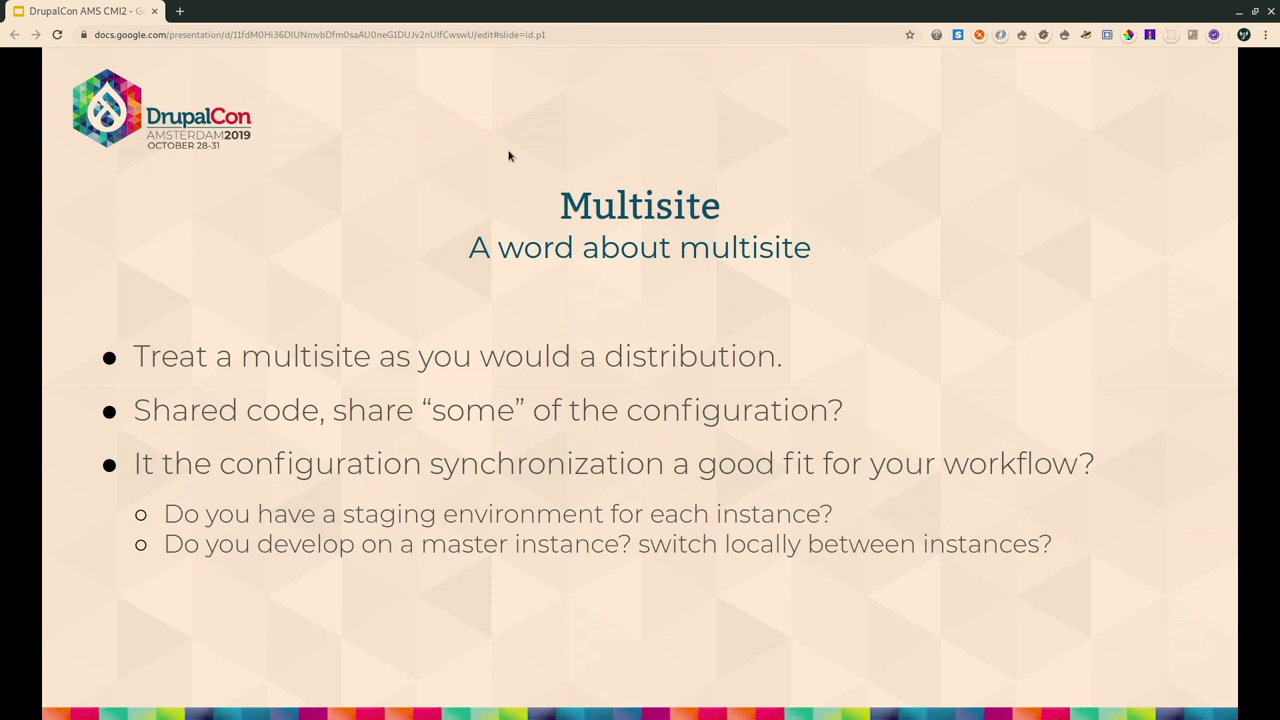 DrupalCon AMS CMI2 - G
docs.google.com/presentation/d/11fdM0Hi36DIUNmvbDfm0saAU0neG1DUJv2nUIfCwswU/edit#slide=id.p1
DrupalCon
AMSTERDAM2019
OCTOBER 28-31
Multisite
A word about multisite
● Treat a multisite as you would a distribution.
● Shared code, share “some” of the configuration?
● It the configuration synchronization a good fit for your workflow?
○ Do you have a staging environment for each instance?
○ Do you develop on a master instance? switch locally between instances?